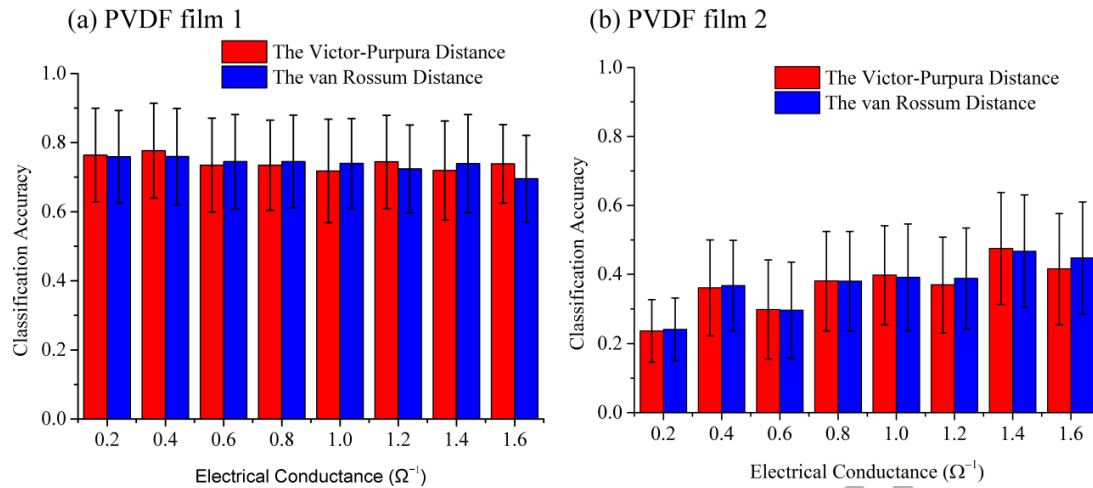 (a) PVDF film 1
The Victor-Purpura Distance
The van Rossum Distance
1.0
0.8
0.6
0.4
0.2
0.0
Classification Accuracy
0.2 0.4 0.6 0.8 1.0 1.2 1.4 1.6
Electrical Conductance (Ω⁻¹)
(b) PVDF film 2
The Victor-Purpura Distance
The van Rossum Distance
1.0
0.8
0.6
0.4
0.2
0.0
Classification Accuracy
0.2 0.4 0.6 0.8 1.0 1.2 1.4 1.6
Electrical Conductance (Ω⁻¹)